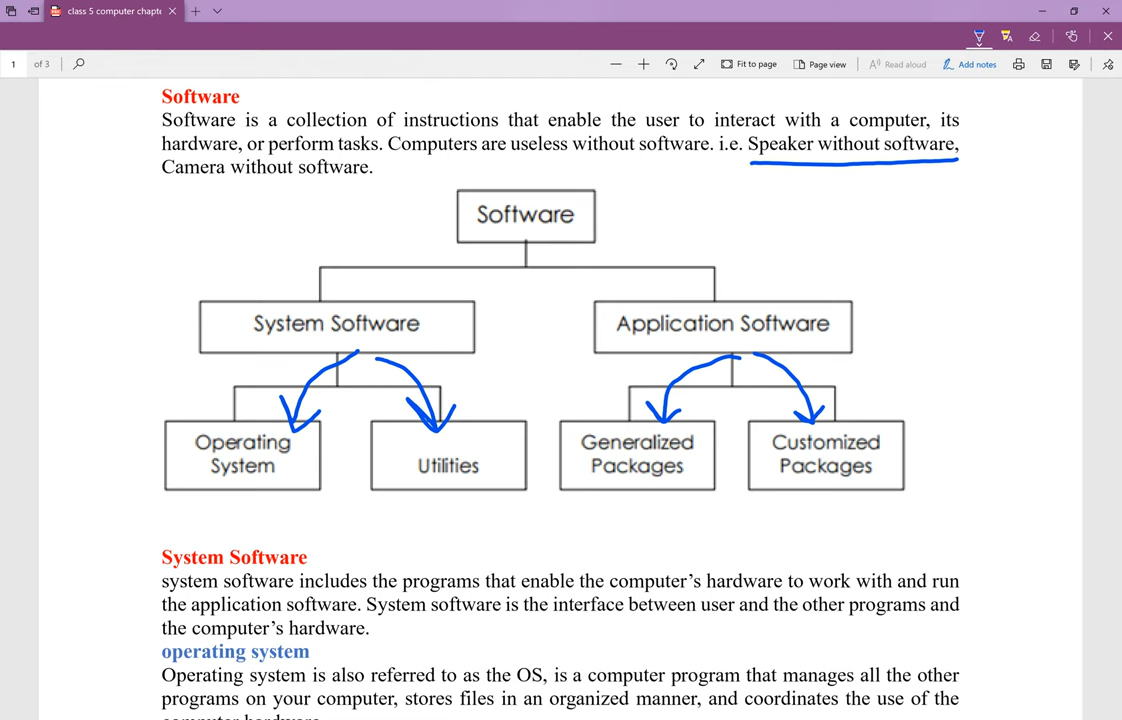 class 5 computer chapte
1 of 3 Fit to page Page view Read aloud Add notes
Software
Software is a collection of instructions that enable the user to interact with a computer, its
hardware, or perform tasks. Computers are useless without software. i.e. Speaker without software,
Camera without software.
Software
System Software Application Software
Operating
System
Utilities
Generalized
Packages
Customized
Packages
System Software
system software includes the programs that enable the computer’s hardware to work with and run
the application software. System software is the interface between user and the other programs and
the computer’s hardware.
operating system
Operating system is also referred to as the OS, is a computer program that manages all the other
programs on your computer, stores files in an organized manner, and coordinates the use of the
computer hardware.